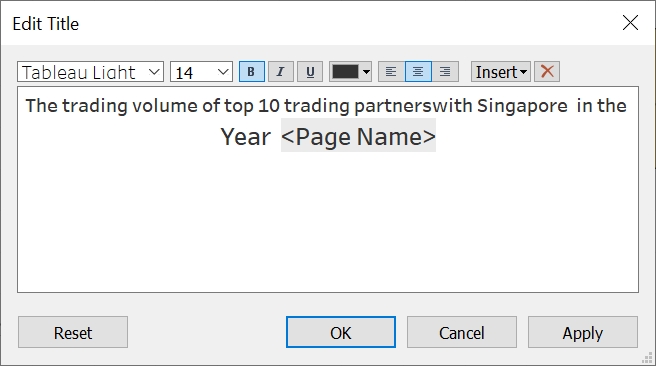 Edit Title
Tableau Light 14 B I U Insert
The trading volume of top 10 trading partnerswith Singapore in the
Year <Page Name>
Reset OK Cancel Apply